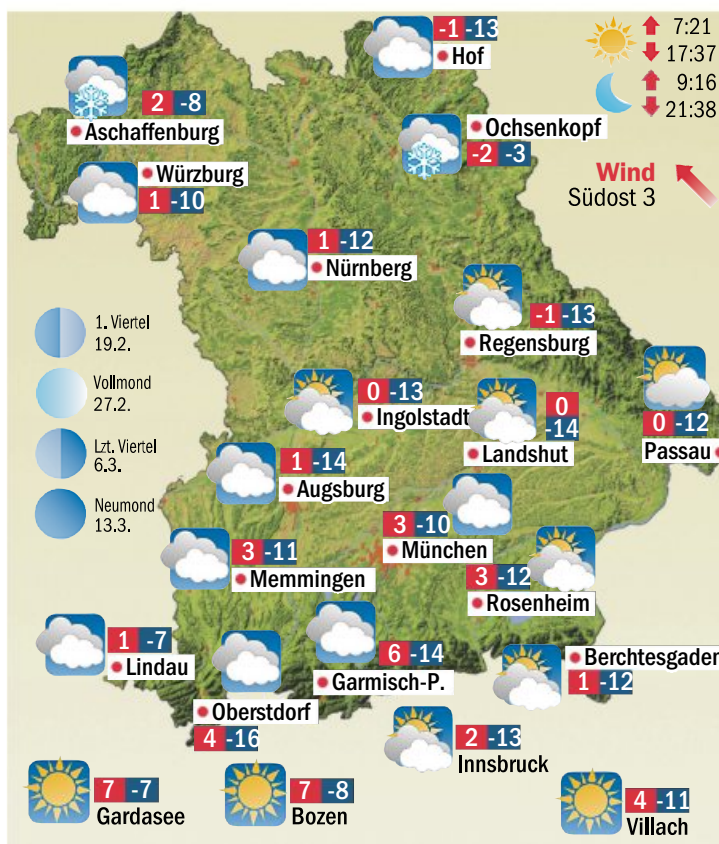 -1 -13
Hof
7:21
17:37
9:16
21:38
2 -8
Aschaffenburg
Ochsenkopf
-2 -3
Würzburg
1 -10
Wind
Südost 3
1 -12
Nürnberg
1. Viertel
19.2.
Vollmond
27.2.
Lzt. Viertel
6.3.
Neumond
13.3.
-1 -13
Regensburg
0 -13
Ingolstadt
0
-14
Landshut
0 -12
Passau
1 -14
Augsburg
3 -10
München
3 -11
Memmingen
3 -12
Rosenheim
1 -7
Lindau
6 -14
Garmisch-P.
Berchtesgaden
1 -12
Oberstdorf
4 -16
2 -13
Innsbruck
7 -7
Gardasee
7 -8
Bozen
4 -11
Villach